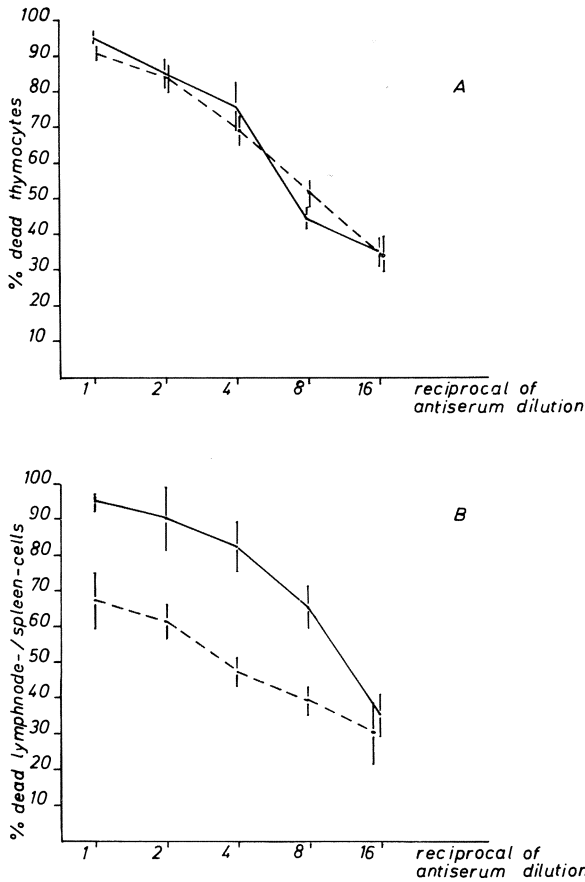 100
90
80
70
60
50
40
30
20
10
% dead thymocytes
A
1 2 4 8 16
reciprocal of
antiserum dilution
100
90
80
70
60
50
40
30
20
10
% dead lymphnode-/spleen-cells
B
1 2 4 8 16
reciprocal of
antiserum dilution